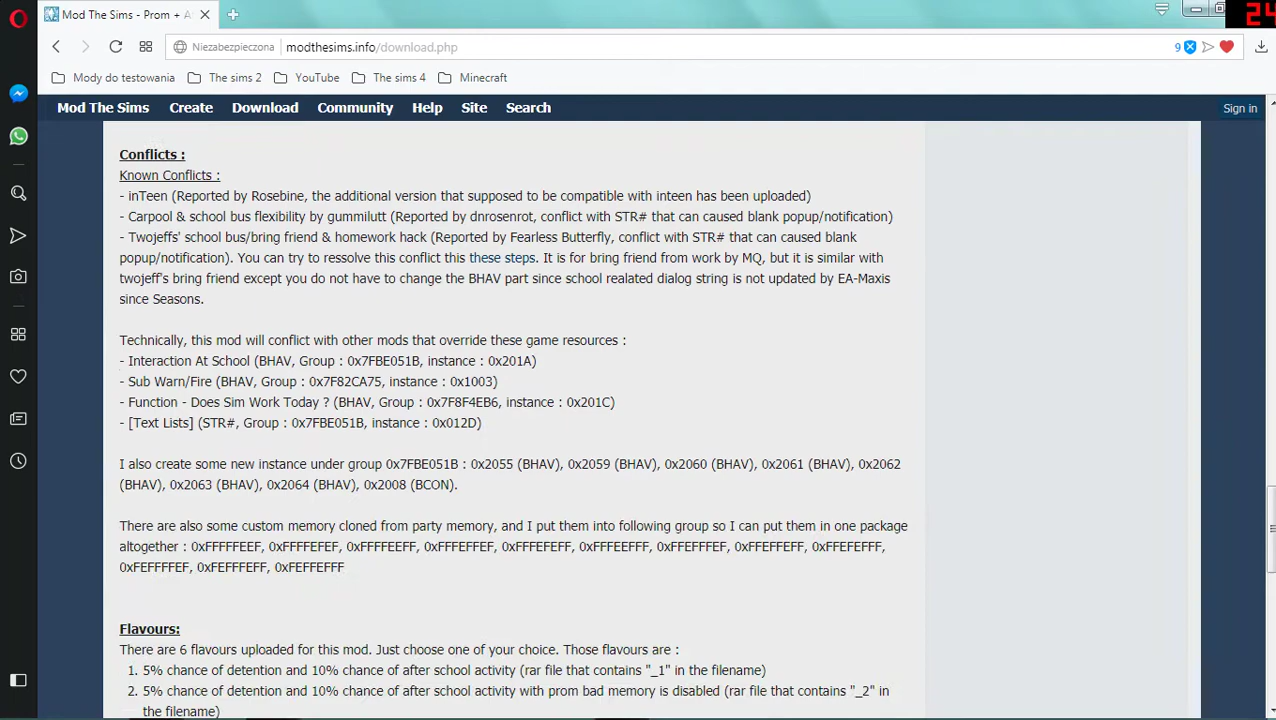 Mod The Sims - Prom + A
24
Niezabezpieczona
modthesims.info/download.php
9
Mody do testowania
The sims 2
YouTube
The sims 4
Minecraft
Mod The Sims Create Download Community Help Site Search
Sign in
Conflicts :
Known Conflicts :
- inTeen (Reported by Rosebine, the additional version that supposed to be compatible with inteen has been uploaded)
- Carpool & school bus flexibility by gummilutt (Reported by dnrosenrot, conflict with STR# that can caused blank popup/notification)
- Twojeffs' school bus/bring friend & homework hack (Reported by Fearless Butterfly, conflict with STR# that can caused blank
popup/notification). You can try to ressolve this conflict this these steps. It is for bring friend from work by MQ, but it is similar with
twojeff's bring friend except you do not have to change the BHAV part since school realated dialog string is not updated by EA-Maxis
since Seasons.
Technically, this mod will conflict with other mods that override these game resources :
- Interaction At School (BHAV, Group : 0x7FBE051B, instance : 0x201A)
- Sub Warn/Fire (BHAV, Group : 0x7F82CA75, instance : 0x1003)
- Function - Does Sim Work Today ? (BHAV, Group : 0x7F8F4EB6, instance : 0x201C)
- [Text Lists] (STR#, Group : 0x7FBE051B, instance : 0x012D)
I also create some new instance under group 0x7FBE051B : 0x2055 (BHAV), 0x2059 (BHAV), 0x2060 (BHAV), 0x2061 (BHAV), 0x2062
(BHAV), 0x2063 (BHAV), 0x2064 (BHAV), 0x2008 (BCON).
There are also some custom memory cloned from party memory, and I put them into following group so I can put them in one package
altogether : 0xFFFFFEEF, 0xFFFFEFEF, 0xFFFFEEFF, 0xFFFEFFEF, 0xFFFEFEFF, 0xFFFEEFFF, 0xFFEFFFEF, 0xFFEFFEFF, 0xFFEFEFFF,
0xFEFFFFEF, 0xFEFFFEFF, 0xFEFFEFFF
Flavours:
There are 6 flavours uploaded for this mod. Just choose one of your choice. Those flavours are :
1. 5% chance of detention and 10% chance of after school activity (rar file that contains "_1" in the filename)
2. 5% chance of detention and 10% chance of after school activity with prom bad memory is disabled (rar file that contains "_2" in
the filename)